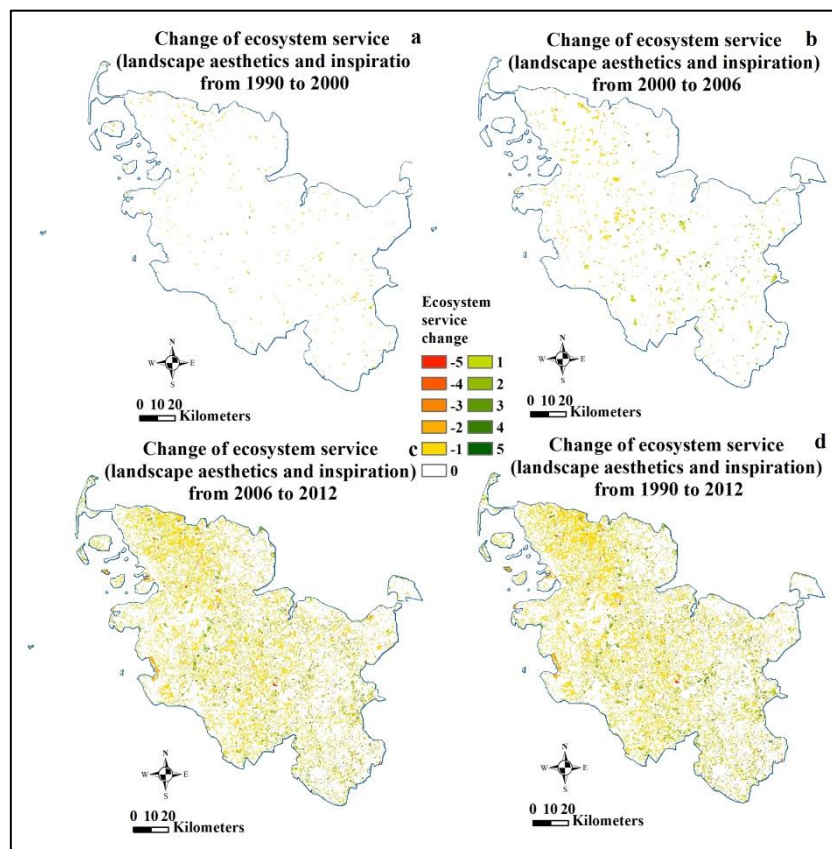 Change of ecosystem service a
(landscape aesthetics and inspiratio
from 1990 to 2000
Change of ecosystem service b
(landscape aesthetics and inspiration)
from 2000 to 2006
N
W E
S
0 10 20
Kilometers
N
W E
S
0 10 20
Kilometers
Ecosystem
service
change
-5 1
-4 2
-3 3
-2 4
-1 5
0
Change of ecosystem service c
(landscape aesthetics and inspiration)
from 2006 to 2012
Change of ecosystem service d
(landscape aesthetics and inspiration)
from 1990 to 2012
N
W E
S
0 10 20
Kilometers
N
W E
S
0 10 20
Kilometers